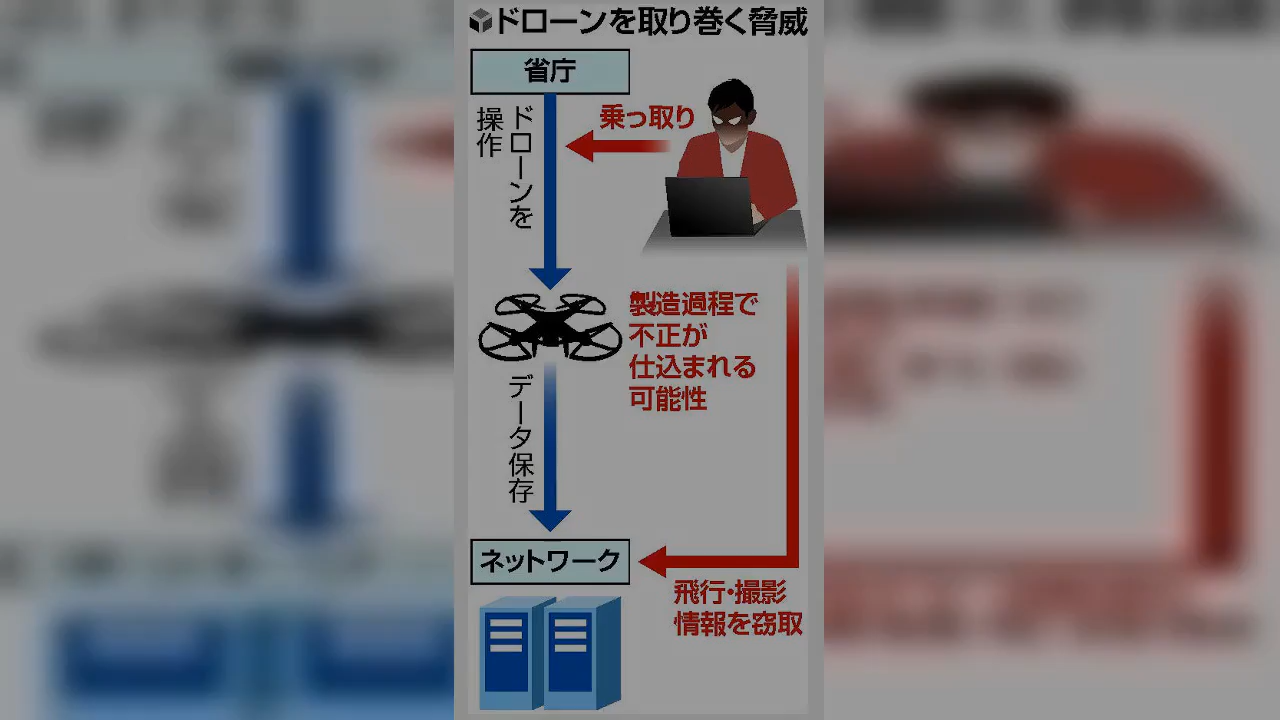 ドローンを取り巻く脅威
省庁
ドローンを
操作
乗っ取り
製造過程で
不正が
仕込まれる
可能性
データ保存
ネットワーク
飛行・撮影
情報を窃取